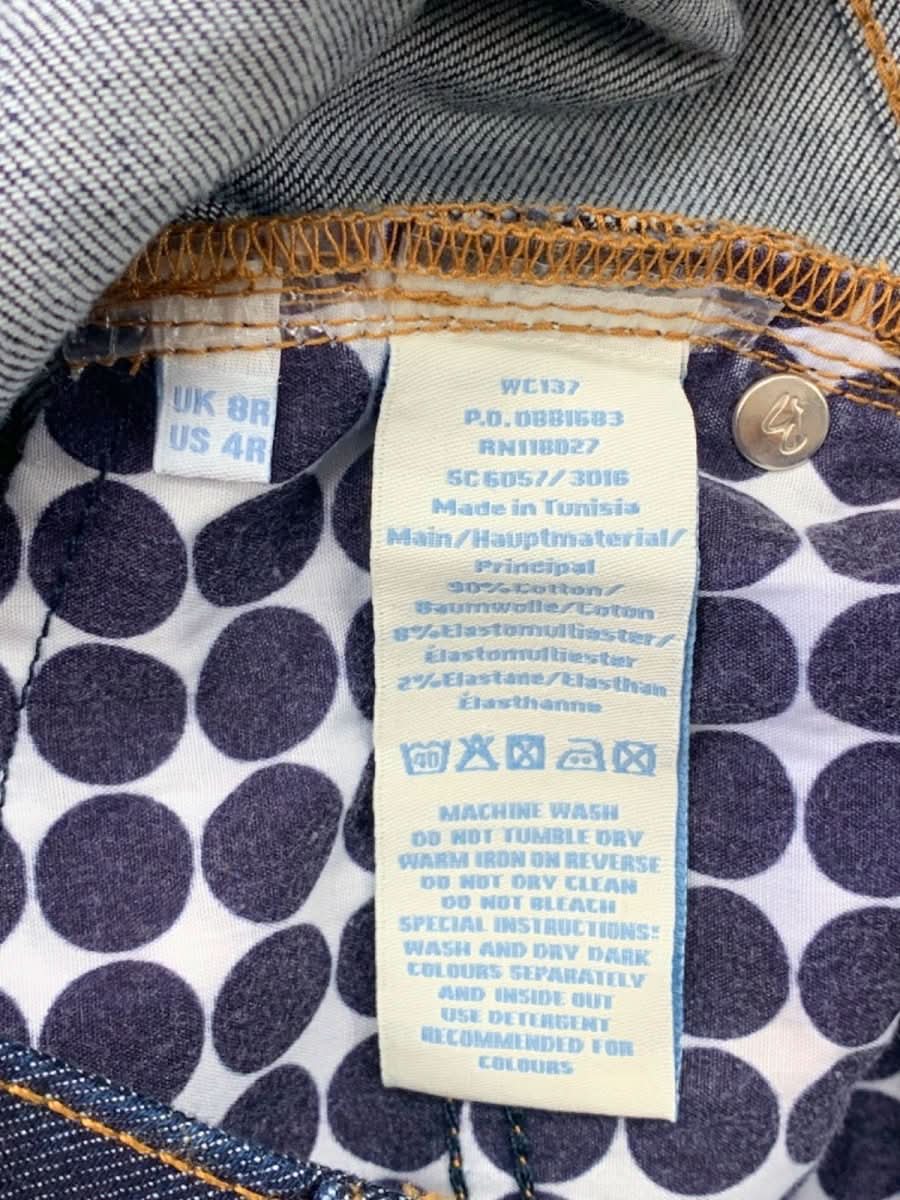 UK 8R
US 4R
WC137
P.O. OBB1683
RN118027
SC6057//3016
Made in Tunisia
Main/Hauptmaterial/
Principal
90%Cotton/
Baumwolle/Coton
8%Elastomultiester/
Élastomultiester
2%Elastane/Elasthan
Élasthanne
40
MACHINE WASH
DO NOT TUMBLE DRY
WARM IRON ON REVERSE
DO NOT DRY CLEAN
DO NOT BLEACH
SPECIAL INSTRUCTIONS:
WASH AND DRY DARK
COLOURS SEPARATELY
AND INSIDE OUT
USE DETERGENT
RECOMMENDED FOR
COLOURS